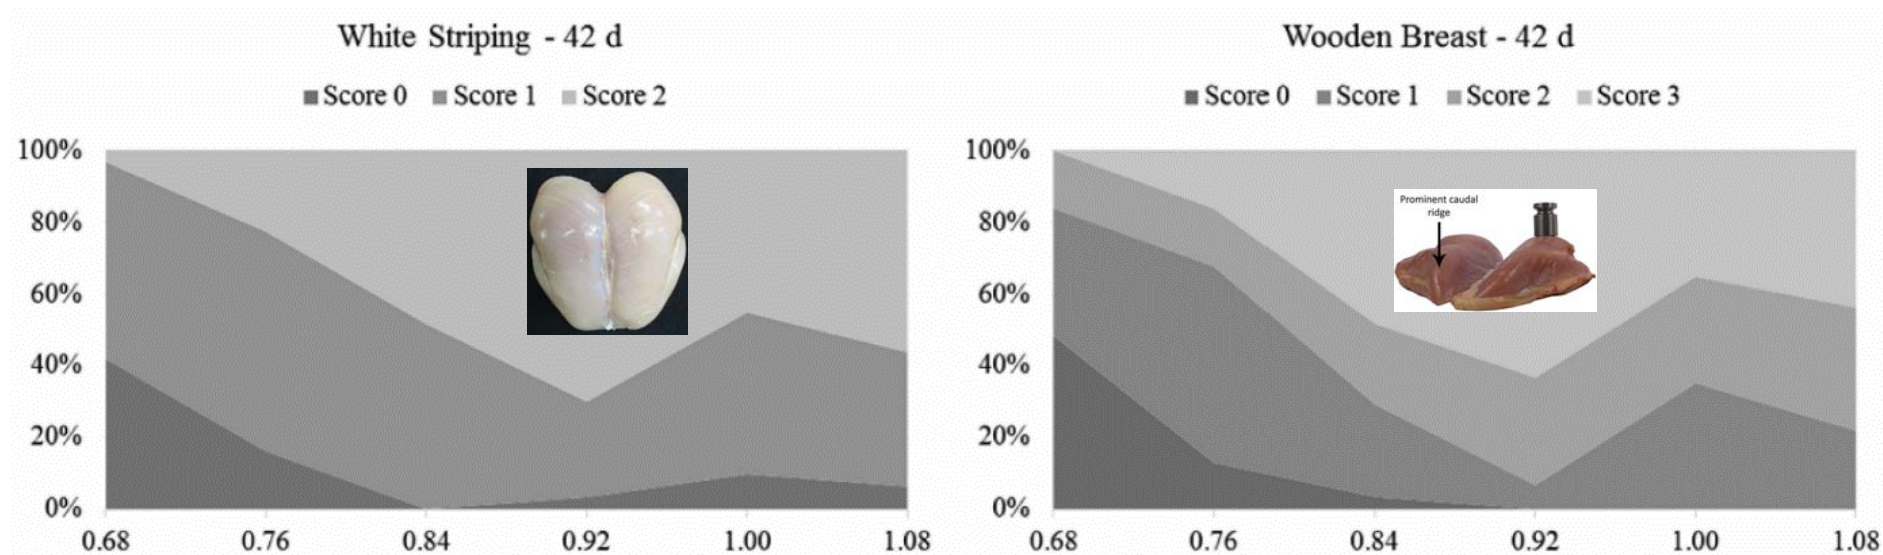 White Striping - 42 d
Score 0 Score 1 Score 2
100%
80%
60%
40%
20%
0%
0.68 0.76 0.84 0.92 1.00 1.08
Wooden Breast - 42 d
Score 0 Score 1 Score 2 Score 3
100%
80%
60%
40%
20%
0%
Prominent caudal
ridge
0.68 0.76 0.84 0.92 1.00 1.08